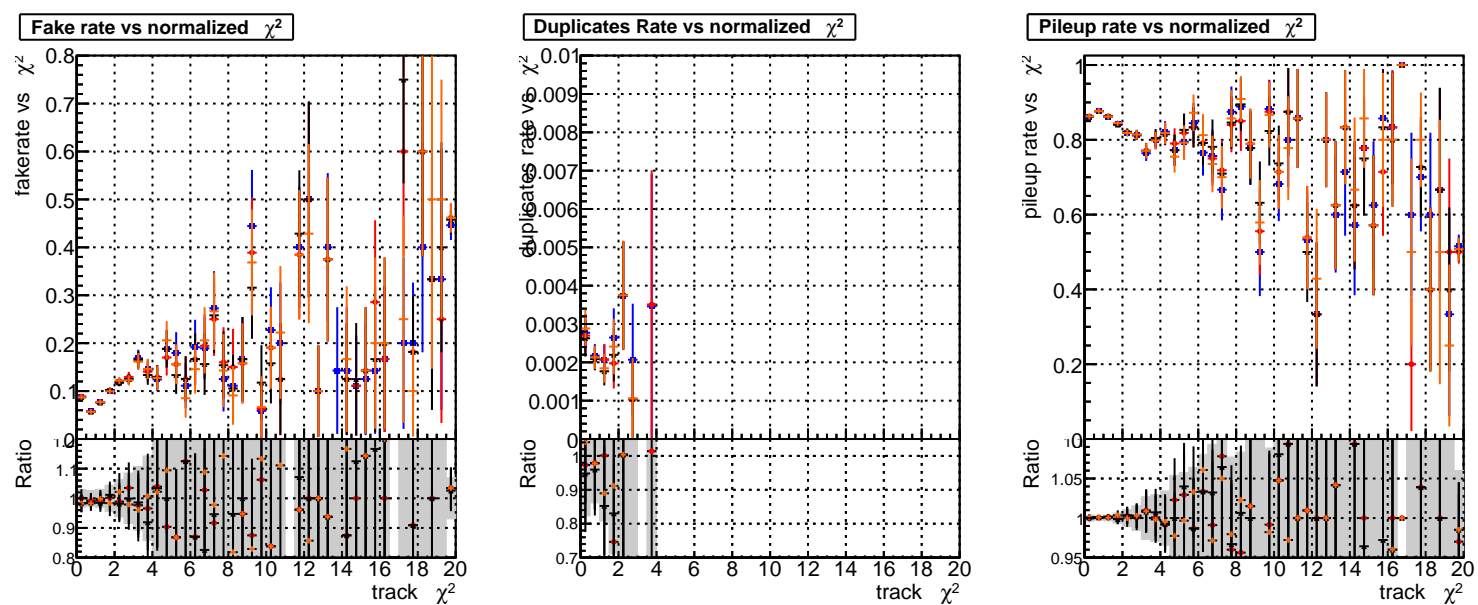 Fake rate vs normalized χ²
fakerate vs χ²
0.8
0.7
0.6
0.5
0.4
0.3
0.2
0.1
Ratio
1.1
1
0.9
0.8
0 2 4 6 8 10 12 14 16 18 20
track χ²
Duplicates Rate vs normalized χ²
duplicates rate vs χ²
0.01
0.009
0.008
0.007
0.006
0.005
0.004
0.003
0.002
0.001
0
Ratio
1
0.9
0.8
0.7
0 2 4 6 8 10 12 14 16 18 20
track χ²
Pileup rate vs normalized χ²
pileup rate vs χ²
1
0.8
0.6
0.4
0.2
Ratio
1.05
1
0.95
0 2 4 6 8 10 12 14 16 18 20
track χ²